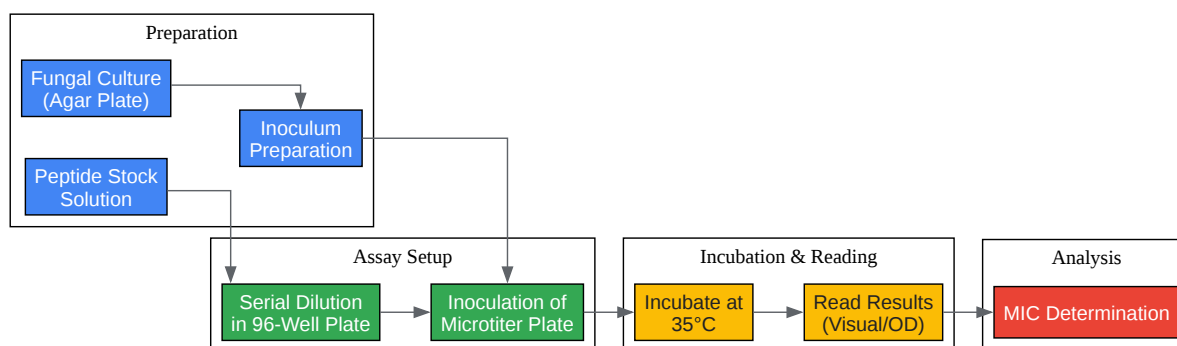 Preparation
Fungal Culture
(Agar Plate)
Inoculum
Preparation
Peptide Stock
Solution
Assay Setup
Serial Dilution
in 96-Well Plate
Inoculation of
Microtiter Plate
Incubation & Reading
Incubate at
35°C
Read Results
(Visual/OD)
Analysis
MIC Determination